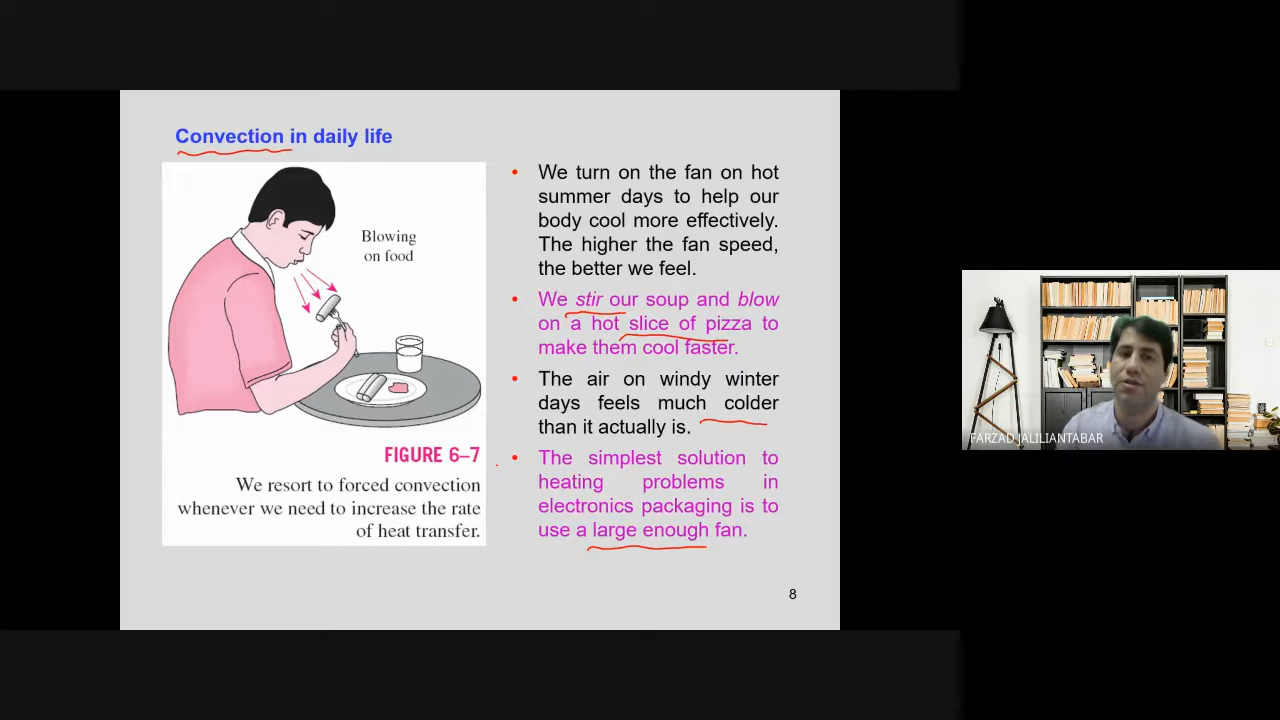 Convection in daily life
Blowing
on food
FIGURE 6–7
We resort to forced convection
whenever we need to increase the rate
of heat transfer.
• We turn on the fan on hot
summer days to help our
body cool more effectively.
The higher the fan speed,
the better we feel.
• We stir our soup and blow
on a hot slice of pizza to
make them cool faster.
• The air on windy winter
days feels much colder
than it actually is.
• The simplest solution to
heating problems in
electronics packaging is to
use a large enough fan.
8
FARZAD JALILIANTABAR